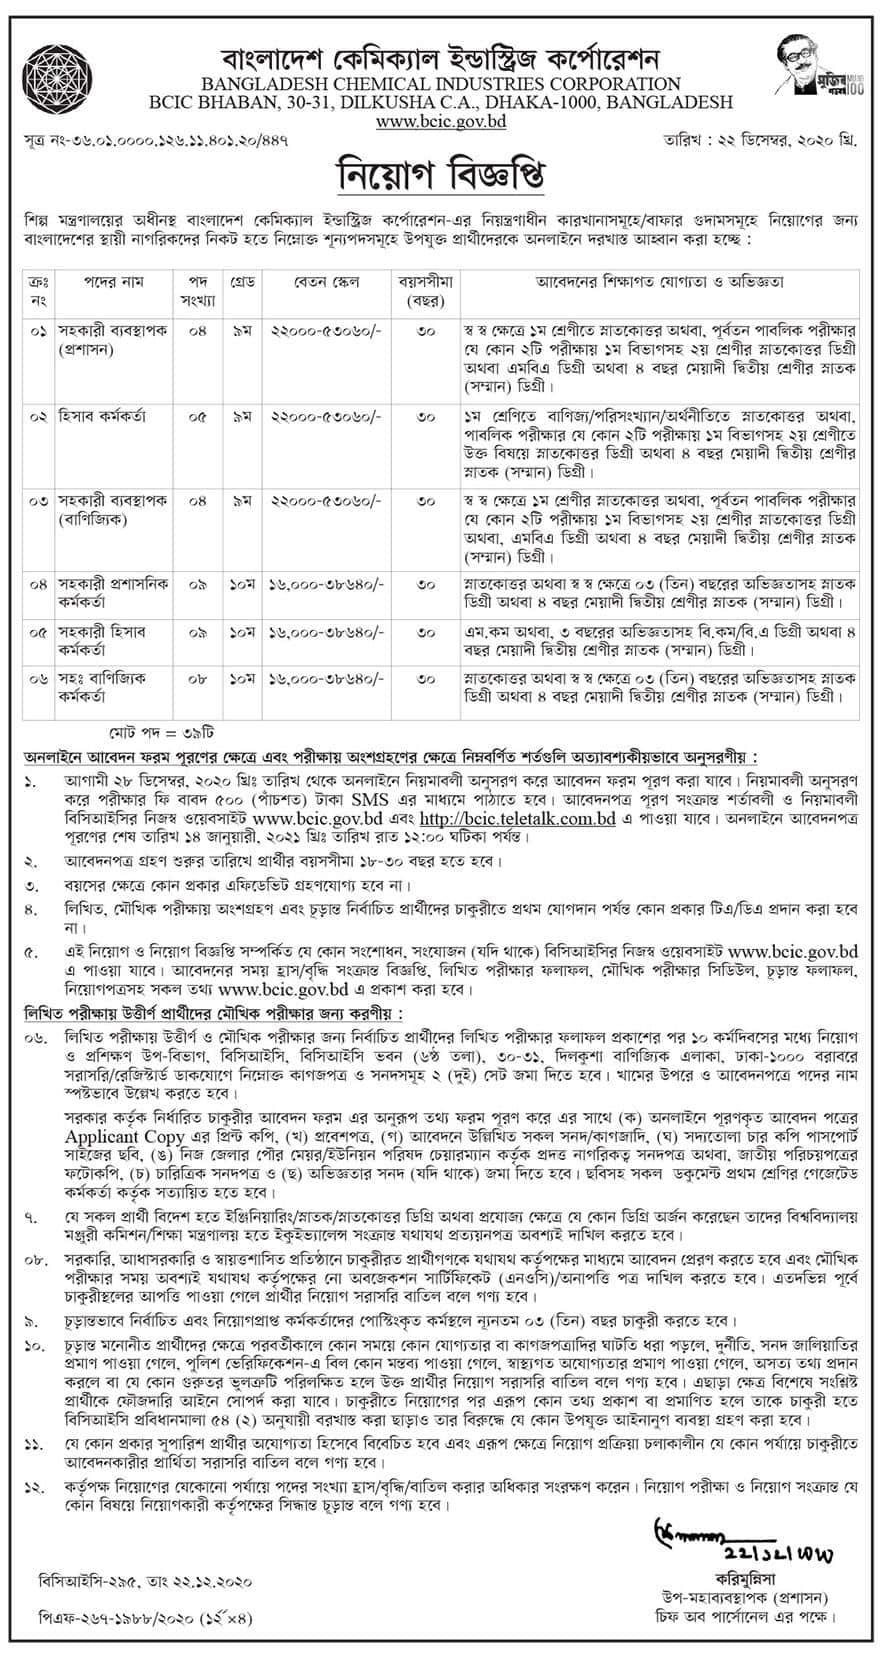 বাংলাদেশ কেমিক্যাল ইন্ডাস্ট্রিজ কর্পোরেশন
BANGLADESH CHEMICAL INDUSTRIES CORPORATION
BCIC BHABAN, 30-31, DILKUSHA C.A., DHAKA-1000, BANGLADESH
www.bcic.gov.bd
মুজিব শতবর্ষ 100
সূত্র নং-৩৬.০১.০০০০.১২৬.১১.৪০১.২০/৪৪৭ তারিখ : ২২ ডিসেম্বর, ২০২০ খ্রি.
নিয়োগ বিজ্ঞপ্তি
শিল্প মন্ত্রণালয়ের অধীনস্থ বাংলাদেশ কেমিক্যাল ইন্ডাস্ট্রিজ কর্পোরেশন-এর নিয়ন্ত্রণাধীন কারখানাসমূহে/বাফার গুদামসমূহে নিয়োগের জন্য
বাংলাদেশের স্থায়ী নাগরিকদের নিকট হতে নিম্নোক্ত শূন্যপদসমূহে উপযুক্ত প্রার্থীদেরকে অনলাইনে দরখাস্ত আহ্বান করা হচ্ছে :
ক্রঃ নং পদের নাম পদ সংখ্যা গ্রেড বেতন স্কেল বয়সসীমা (বছর) আবেদনের শিক্ষাগত যোগ্যতা ও অভিজ্ঞতা
০১ সহকারী ব্যবস্থাপক (প্রশাসন) ০৪ ৯ম ২২০০০-৫৩০৬০/- ৩০ স্ব স্ব ক্ষেত্রে ১ম শ্রেণীতে স্নাতকোত্তর অথবা, পূর্বতন পাবলিক পরীক্ষার
যে কোন ২টি পরীক্ষায় ১ম বিভাগসহ ২য় শ্রেণীর স্নাতকোত্তর ডিগ্রী
অথবা এমবিএ ডিগ্রী অথবা ৪ বছর মেয়াদী দ্বিতীয় শ্রেণীর স্নাতক
(সম্মান) ডিগ্রী।
০২ হিসাব কর্মকর্তা ০৫ ৯ম ২২০০০-৫৩০৬০/- ৩০ ১ম শ্রেণিতে বাণিজ্য/পরিসংখ্যান/অর্থনীতিতে স্নাতকোত্তর অথবা,
পাবলিক পরীক্ষার যে কোন ২টি পরীক্ষায় ১ম বিভাগসহ ২য় শ্রেণীতে
উক্ত বিষয়ে স্নাতকোত্তর ডিগ্রী অথবা ৪ বছর মেয়াদী দ্বিতীয় শ্রেণীর
স্নাতক (সম্মান) ডিগ্রী।
০৩ সহকারী ব্যবস্থাপক (বাণিজ্যিক) ০৪ ৯ম ২২০০০-৫৩০৬০/- ৩০ স্ব স্ব ক্ষেত্রে ১ম শ্রেণীর স্নাতকোত্তর অথবা, পূর্বতন পাবলিক পরীক্ষার
যে কোন ২টি পরীক্ষায় ১ম বিভাগসহ ২য় শ্রেণীর স্নাতকোত্তর ডিগ্রী
অথবা, এমবিএ ডিগ্রী অথবা ৪ বছর মেয়াদী দ্বিতীয় শ্রেণীর স্নাতক
(সম্মান) ডিগ্রী।
০৪ সহকারী প্রশাসনিক কর্মকর্তা ০৯ ১০ম ১৬,০০০-৩৮৬৪০/- ৩০ স্নাতকোত্তর অথবা স্ব স্ব ক্ষেত্রে ০৩ (তিন) বছরের অভিজ্ঞতাসহ স্নাতক
ডিগ্রী অথবা ৪ বছর মেয়াদী দ্বিতীয় শ্রেণীর স্নাতক (সম্মান) ডিগ্রী।
০৫ সহকারী হিসাব কর্মকর্তা ০৯ ১০ম ১৬,০০০-৩৮৬৪০/- ৩০ এম.কম অথবা, ৩ বছরের অভিজ্ঞতাসহ বি.কম/বি.এ ডিগ্রী অথবা ৪
বছর মেয়াদী দ্বিতীয় শ্রেণীর স্নাতক (সম্মান) ডিগ্রী।
০৬ সহঃ বাণিজ্যিক কর্মকর্তা ০৮ ১০ম ১৬,০০০-৩৮৬৪০/- ৩০ স্নাতকোত্তর অথবা স্ব স্ব ক্ষেত্রে ০৩ (তিন) বছরের অভিজ্ঞতাসহ স্নাতক
ডিগ্রী অথবা ৪ বছর মেয়াদী দ্বিতীয় শ্রেণীর স্নাতক (সম্মান) ডিগ্রী।
মোট পদ = ৩৯টি
অনলাইনে আবেদন ফরম পূরণের ক্ষেত্রে এবং পরীক্ষায় অংশগ্রহণের ক্ষেত্রে নিম্নবর্ণিত শর্তগুলি অত্যাবশ্যকীয়ভাবে অনুসরণীয় :
১. আগামী ২৮ ডিসেম্বর, ২০২০ খ্রিঃ তারিখ থেকে অনলাইনে নিয়মাবলী অনুসরণ করে আবেদন ফরম পূরণ করা যাবে। নিয়মাবলী অনুসরণ
করে পরীক্ষার ফি বাবদ ৫০০ (পাঁচশত) টাকা SMS এর মাধ্যমে পাঠাতে হবে। আবেদনপত্র পূরণ সংক্রান্ত শর্তাবলী ও নিয়মাবলী
বিসিআইসির নিজস্ব ওয়েবসাইট www.bcic.gov.bd এবং http://bcic.teletalk.com.bd এ পাওয়া যাবে। অনলাইনে আবেদনপত্র
পূরণের শেষ তারিখ ১৪ জানুয়ারী, ২০২১ খ্রিঃ তারিখ রাত ১২:০০ ঘটিকা পর্যন্ত।
২. আবেদনপত্র গ্রহণ শুরুর তারিখে প্রার্থীর বয়সসীমা ১৮-৩০ বছর হতে হবে।
৩. বয়সের ক্ষেত্রে কোন প্রকার এফিডেভিট গ্রহণযোগ্য হবে না।
৪. লিখিত, মৌখিক পরীক্ষায় অংশগ্রহণ এবং চূড়ান্ত নির্বাচিত প্রার্থীদের চাকুরীতে প্রথম যোগদান পর্যন্ত কোন প্রকার টিএ/ডিএ প্রদান করা হবে
না।
৫. এই নিয়োগ ও নিয়োগ বিজ্ঞপ্তি সম্পর্কিত যে কোন সংশোধন, সংযোজন (যদি থাকে) বিসিআইসির নিজস্ব ওয়েবসাইট www.bcic.gov.bd
এ পাওয়া যাবে। আবেদনের সময় হ্রাস/বৃদ্ধি সংক্রান্ত বিজ্ঞপ্তি, লিখিত পরীক্ষার ফলাফল, মৌখিক পরীক্ষার সিডিউল, চূড়ান্ত ফলাফল,
নিয়োগপত্রসহ সকল তথ্য www.bcic.gov.bd এ প্রকাশ করা হবে।
লিখিত পরীক্ষায় উত্তীর্ণ প্রার্থীদের মৌখিক পরীক্ষার জন্য করণীয় :
০৬. লিখিত পরীক্ষায় উত্তীর্ণ ও মৌখিক পরীক্ষার জন্য নির্বাচিত প্রার্থীদের লিখিত পরীক্ষার ফলাফল প্রকাশের পর ১০ কর্মদিবসের মধ্যে নিয়োগ
ও প্রশিক্ষণ উপ-বিভাগ, বিসিআইসি, বিসিআইসি ভবন (৬ষ্ঠ তলা), ৩০-৩১, দিলকুশা বাণিজ্যিক এলাকা, ঢাকা-১০০০ বরাবরে
সরাসরি/রেজিস্টার্ড ডাকযোগে নিম্নোক্ত কাগজপত্র ও সনদসমূহ ২ (দুই) সেট জমা দিতে হবে। খামের উপরে ও আবেদনপত্রে পদের নাম
স্পষ্টভাবে উল্লেখ করতে হবে।
সরকার কর্তৃক নির্ধারিত চাকুরীর আবেদন ফরম এর অনুরূপ তথ্য ফরম পূরণ করে এর সাথে (ক) অনলাইনে পূরণকৃত আবেদন পত্রের
Applicant Copy এর প্রিন্ট কপি, (খ) প্রবেশপত্র, (গ) আবেদনে উল্লিখিত সকল সনদ/কাগজাদি, (ঘ) সদ্যতোলা চার কপি পাসপোর্ট
সাইজের ছবি, (ঙ) নিজ জেলার পৌর মেয়র/ইউনিয়ন পরিষদ চেয়ারম্যান কর্তৃক প্রদত্ত নাগরিকত্ব সনদপত্র অথবা, জাতীয় পরিচয়পত্রের
ফটোকপি, (চ) চারিত্রিক সনদপত্র ও (ছ) অভিজ্ঞতার সনদ (যদি থাকে) জমা দিতে হবে। ছবিসহ সকল ডকুমেন্ট প্রথম শ্রেণির গেজেটেড
কর্মকর্তা কর্তৃক সত্যায়িত হতে হবে।
৭. যে সকল প্রার্থী বিদেশ হতে ইঞ্জিনিয়ারিং/স্নাতক/স্নাতকোত্তর ডিগ্রি অথবা প্রযোজ্য ক্ষেত্রে যে কোন ডিগ্রি অর্জন করেছেন তাদের বিশ্ববিদ্যালয়
মঞ্জুরী কমিশন/শিক্ষা মন্ত্রণালয় হতে ইকুইভ্যালেন্স সংক্রান্ত যথাযথ প্রত্যয়নপত্র অবশ্যই দাখিল করতে হবে।
০৮. সরকারি, আধাসরকারি ও স্বায়ত্তশাসিত প্রতিষ্ঠানে চাকুরীরত প্রার্থীগণকে যথাযথ কর্তৃপক্ষের মাধ্যমে আবেদন প্রেরণ করতে হবে এবং মৌখিক
পরীক্ষার সময় অবশ্যই যথাযথ কর্তৃপক্ষের নো অবজেকশন সার্টিফিকেট (এনওসি)/অনাপত্তি পত্র দাখিল করতে হবে। এতদভিন্ন পূর্বে
চাকুরীস্থলের আপত্তি পাওয়া গেলে প্রার্থীর নিয়োগ সরাসরি বাতিল বলে গণ্য হবে।
৯. চূড়ান্তভাবে নির্বাচিত এবং নিয়োগপ্রাপ্ত কর্মকর্তাদের পোস্টিংকৃত কর্মস্থলে ন্যূনতম ০৩ (তিন) বছর চাকুরী করতে হবে।
১০. চূড়ান্ত মনোনীত প্রার্থীদের ক্ষেত্রে পরবর্তীকালে কোন সময়ে কোন যোগ্যতার বা কাগজপত্রাদির ঘাটতি ধরা পড়লে, দুর্নীতি, সনদ জালিয়াতির
প্রমাণ পাওয়া গেলে, পুলিশ ভেরিফিকেশন-এ বিল কোন মন্তব্য পাওয়া গেলে, স্বাস্থ্যগত অযোগ্যতার প্রমাণ পাওয়া গেলে, অসত্য তথ্য প্রদান
করলে বা যে কোন গুরুতর ভুলত্রুটি পরিলক্ষিত হলে উক্ত প্রার্থীর নিয়োগ সরাসরি বাতিল বলে গণ্য হবে। এছাড়া ক্ষেত্র বিশেষে সংশ্লিষ্ট
প্রার্থীকে ফৌজদারি আইনে সোপর্দ করা যাবে। চাকুরীতে নিয়োগের পর এরূপ কোন তথ্য প্রকাশ বা প্রমাণিত হলে তাকে চাকুরী হতে
বিসিআইসি প্রবিধানমালা ৫৪ (২) অনুযায়ী বরখাস্ত করা ছাড়াও তার বিরুদ্ধে যে কোন উপযুক্ত আইনানুগ ব্যবস্থা গ্রহণ করা হবে।
১১. যে কোন প্রকার সুপারিশ প্রার্থীর অযোগ্যতা হিসেবে বিবেচিত হবে এবং এরূপ ক্ষেত্রে নিয়োগ প্রক্রিয়া চলাকালীন যে কোন পর্যায়ে চাকুরীতে
আবেদনকারীর প্রার্থিতা সরাসরি বাতিল বলে গণ্য হবে।
১২. কর্তৃপক্ষ নিয়োগের যেকোনো পর্যায়ে পদের সংখ্যা হ্রাস/বৃদ্ধি/বাতিল করার অধিকার সংরক্ষণ করেন। নিয়োগ পরীক্ষা ও নিয়োগ সংক্রান্ত যে
কোন বিষয়ে নিয়োগকারী কর্তৃপক্ষের সিদ্ধান্ত চূড়ান্ত বলে গণ্য হবে।
বিসিআইসি-২৯৫, তাং ২২.১২.২০২০
করিমুন্নিসা
উপ-মহাব্যবস্থাপক (প্রশাসন)
পিএফ-২৬৭-১৯৮৮/২০২০ (১২˝×৪) চিফ অব পার্সোনেল এর পক্ষে।